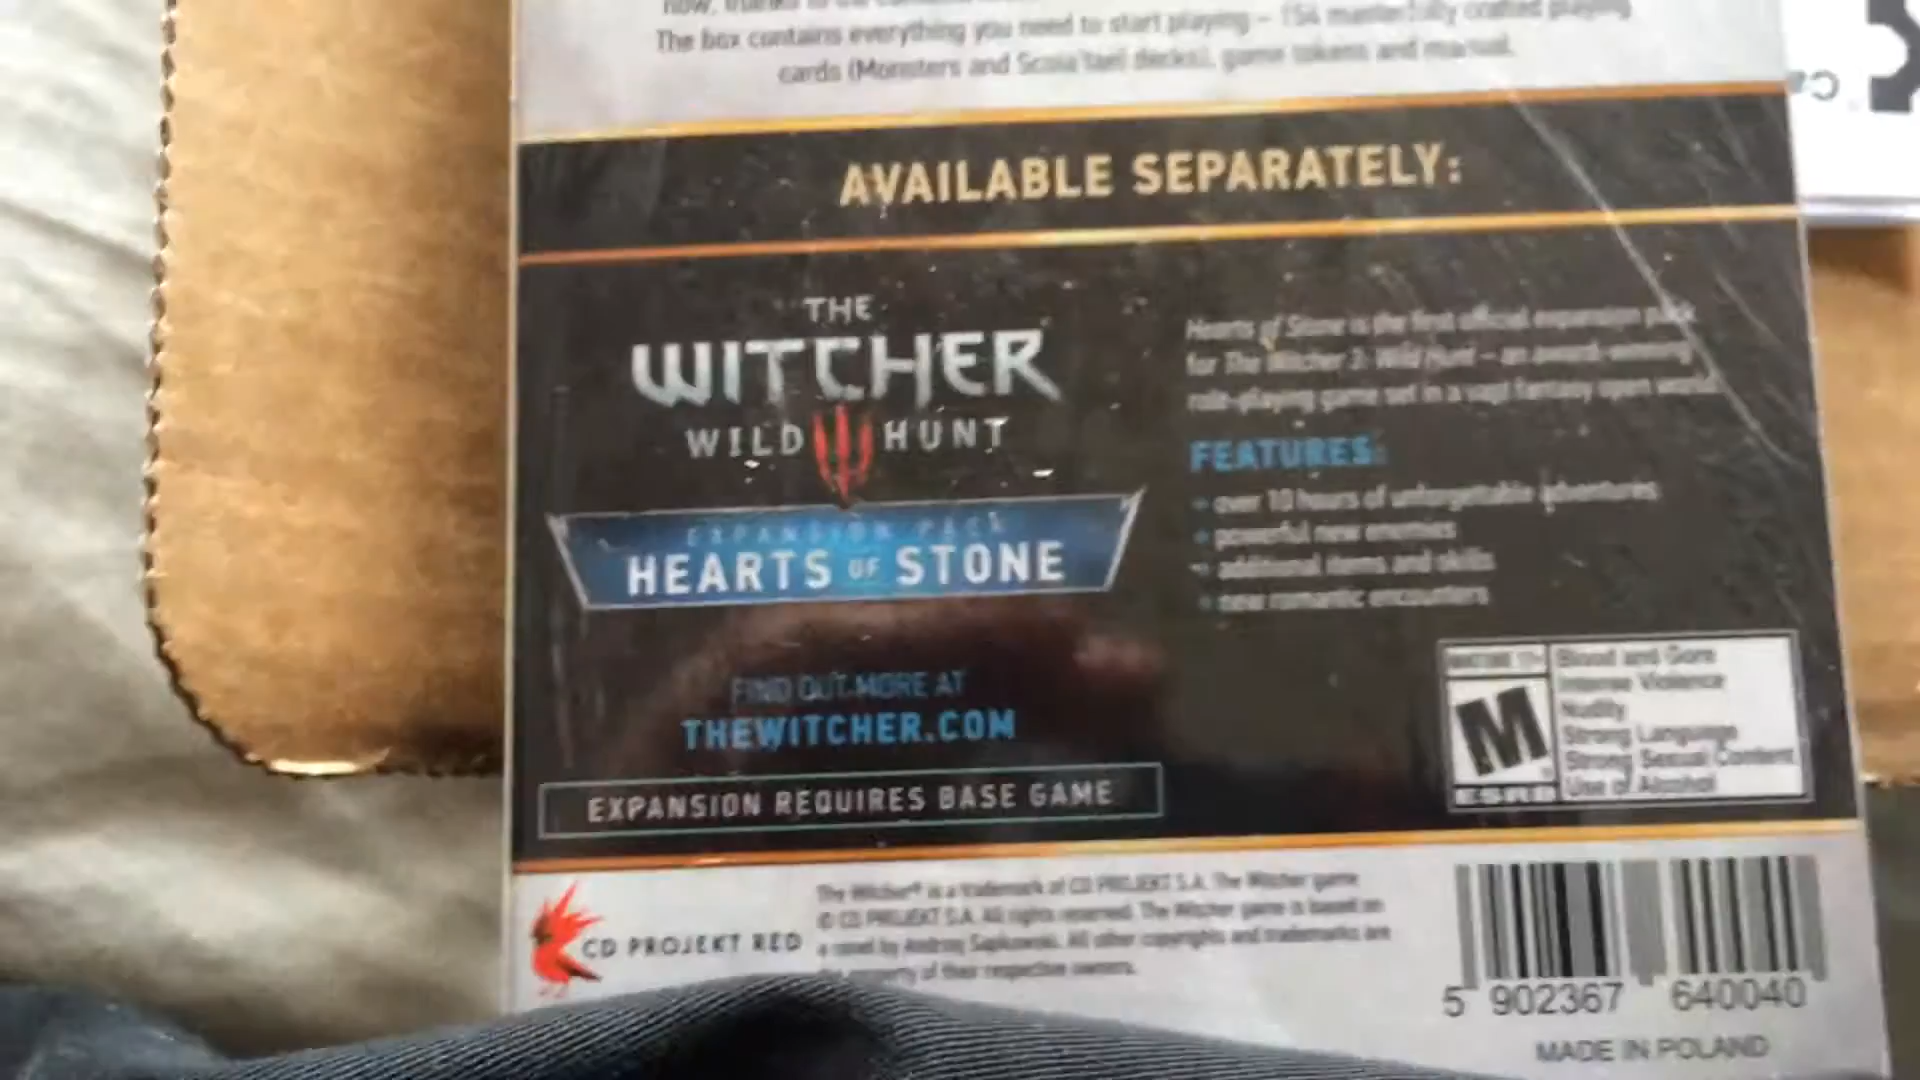 The box contains everything you need to start playing – 154 masterfully crafted playing
cards (Monsters and Scoia'tael decks), game tokens and manual.
AVAILABLE SEPARATELY:
THE
WITCHER
WILD HUNT
EXPANSION PACK
HEARTS OF STONE
FIND OUT MORE AT
THEWITCHER.COM
EXPANSION REQUIRES BASE GAME
Hearts of Stone is the first official expansion pack
for The Witcher 3: Wild Hunt – an award-winning
role-playing game set in a vast fantasy open world.
FEATURES:
• over 10 hours of unforgettable adventures
• powerful new enemies
• additional items and skills
• new romantic encounters
MATURE 17+
M
ESRB
Blood and Gore
Intense Violence
Nudity
Strong Language
Strong Sexual Content
Use of Alcohol
CD PROJEKT RED
The Witcher® is a trademark of CD PROJEKT S.A. The Witcher game
© CD PROJEKT S.A. All rights reserved. The Witcher game is based on
a novel by Andrzej Sapkowski. All other copyrights and trademarks are
the property of their respective owners.
5 902367 640040
MADE IN POLAND